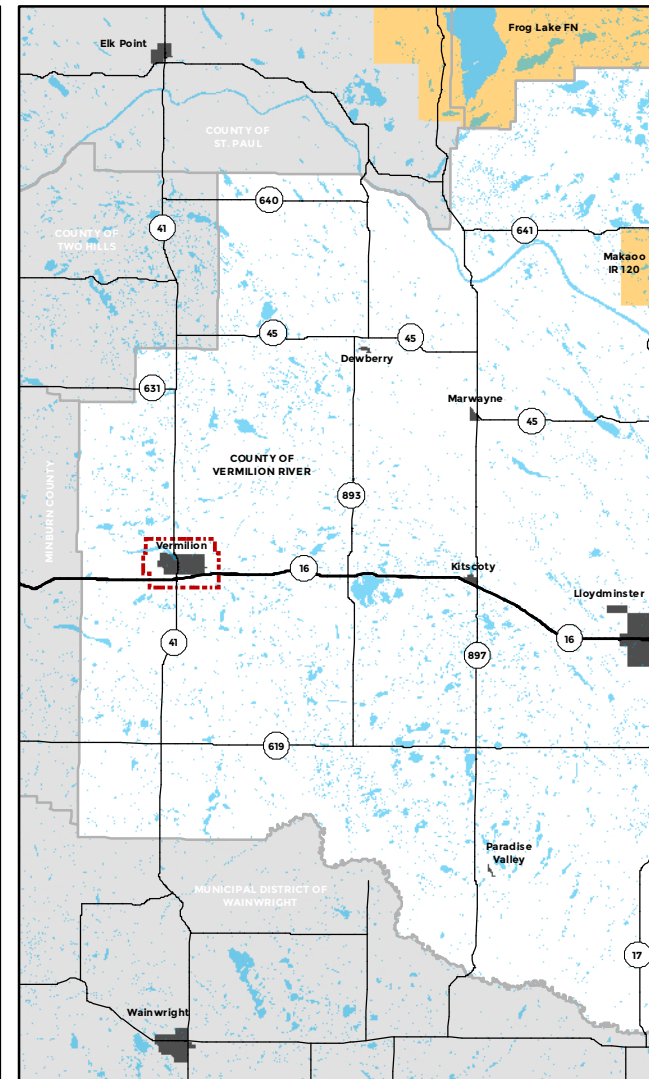 Frog Lake FN
Elk Point
COUNTY OF
ST. PAUL
640
41
COUNTY OF
TWO HILLS
641
Makaoo
IR 120
45
45
Dewberry
631
Marwayne
45
COUNTY OF
VERMILION RIVER
MINBURN COUNTY
893
Vermilion
16
Kitscoty
Lloydminster
41
16
897
619
Paradise
Valley
MUNICIPAL DISTRICT OF
WAINWRIGHT
17
Wainwright